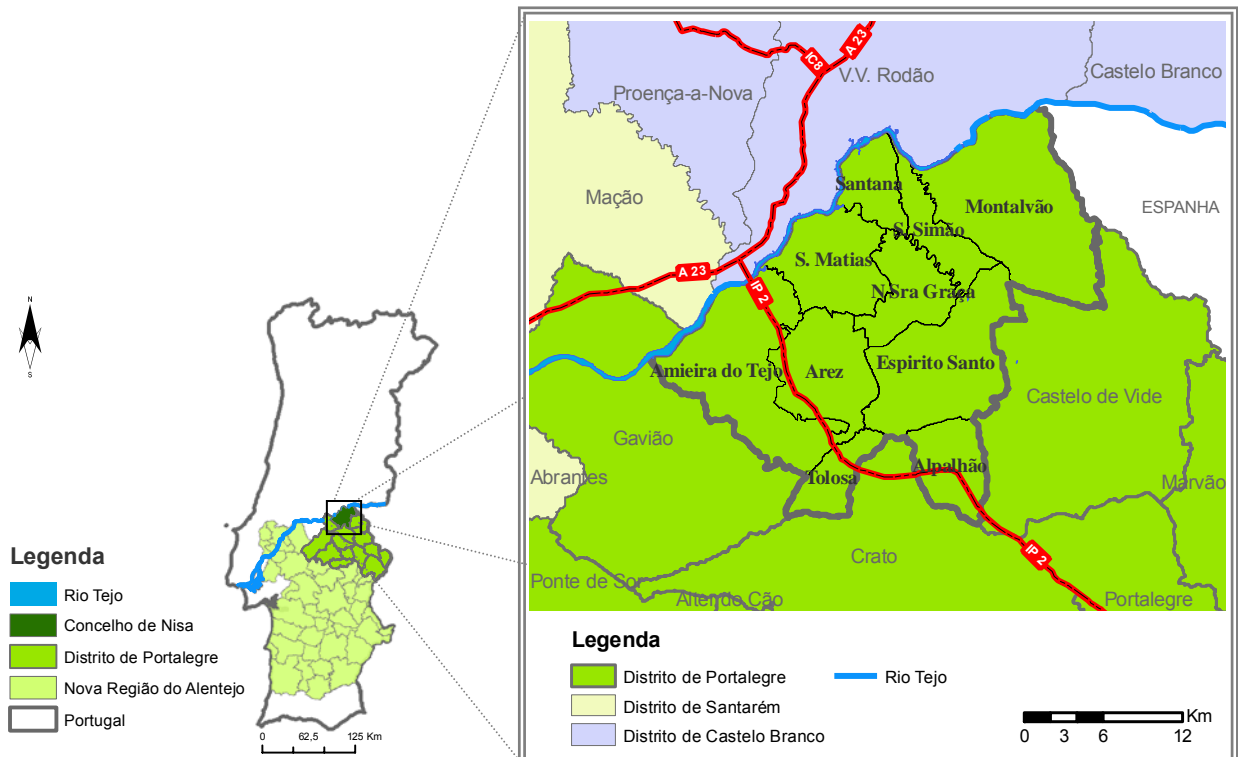 N
S
Legenda
Rio Tejo
Concelho de Nisa
Distrito de Portalegre
Nova Região do Alentejo
Portugal
0 62,5 125 Km
IC8
A 23
V.V. Rodão
Castelo Branco
Proença-a-Nova
Santana
Mação
Montalvão
ESPANHA
S. Simão
S. Matias
A 23
IP 2
N Sra Graça
Amieira do Tejo
Arez
Espirito Santo
Castelo de Vide
Gavião
Abrantes
Tolosa
Alpalhão
Marvão
Crato
IP 2
Ponte de Sor
Alter do Cão
Portalegre
Legenda
Distrito de Portalegre
Rio Tejo
Distrito de Santarém
Distrito de Castelo Branco
Km
0 3 6 12